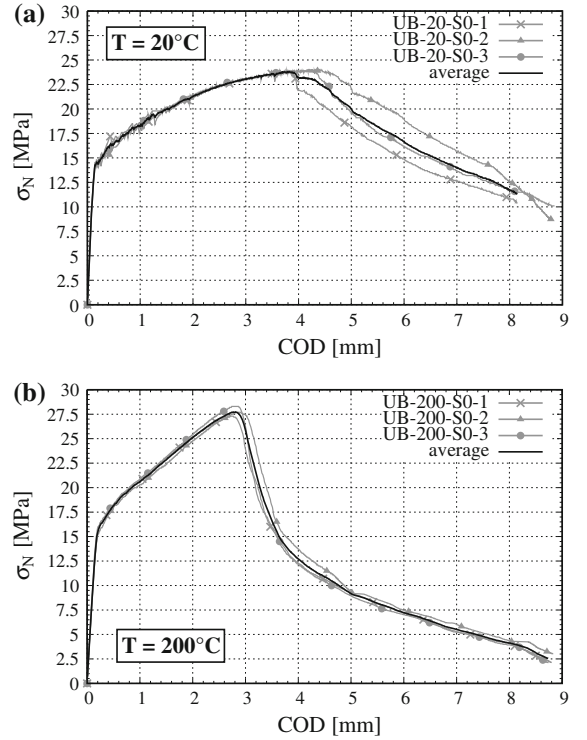 (a)
T = 20°C
UB-20-S0-1
UB-20-S0-2
UB-20-S0-3
average
σN [MPa]
30
27.5
25
22.5
20
17.5
15
12.5
10
7.5
5
2.5
0
0 1 2 3 4 5 6 7 8 9
COD [mm]
(b)
UB-200-S0-1
UB-200-S0-2
UB-200-S0-3
average
σN [MPa]
30
27.5
25
22.5
20
17.5
15
12.5
10
7.5
5
2.5
0
T = 200°C
0 1 2 3 4 5 6 7 8 9
COD [mm]